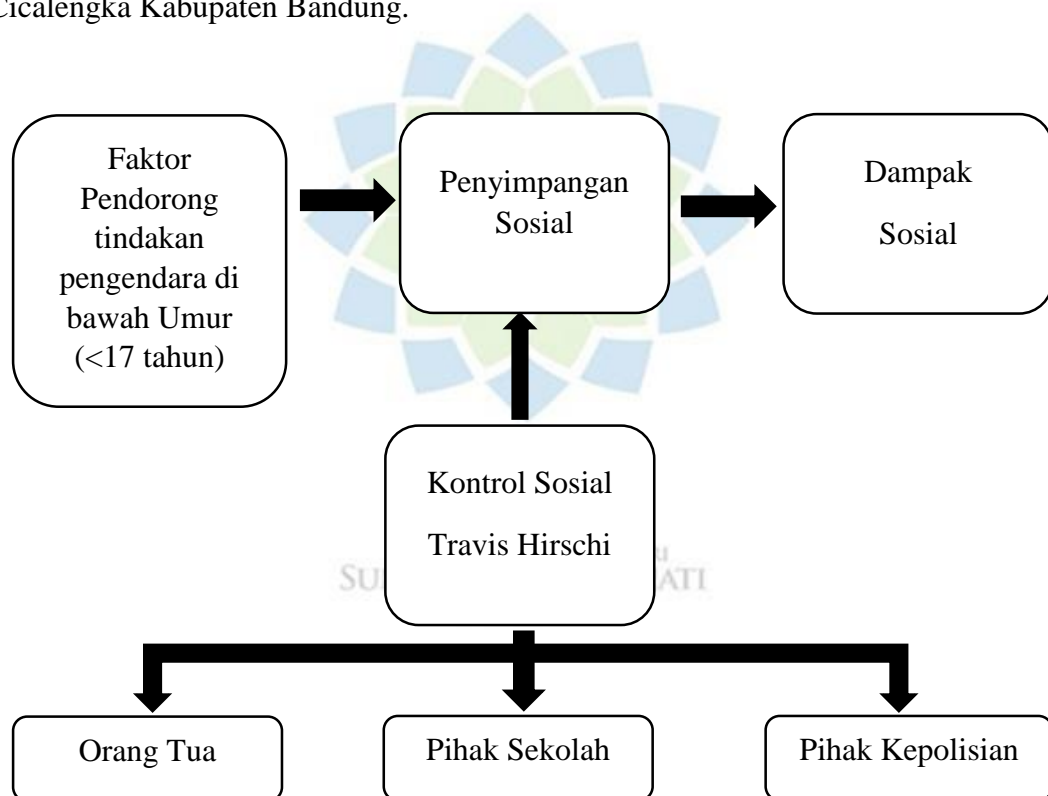 Cicalengka Kabupaten Bandung.
Faktor
Pendorong
tindakan
pengendara di
bawah Umur
(<17 tahun)
Penyimpangan
Sosial
Dampak
Sosial
Kontrol Sosial
Travis Hirschi
Orang Tua
Pihak Sekolah
Pihak Kepolisian